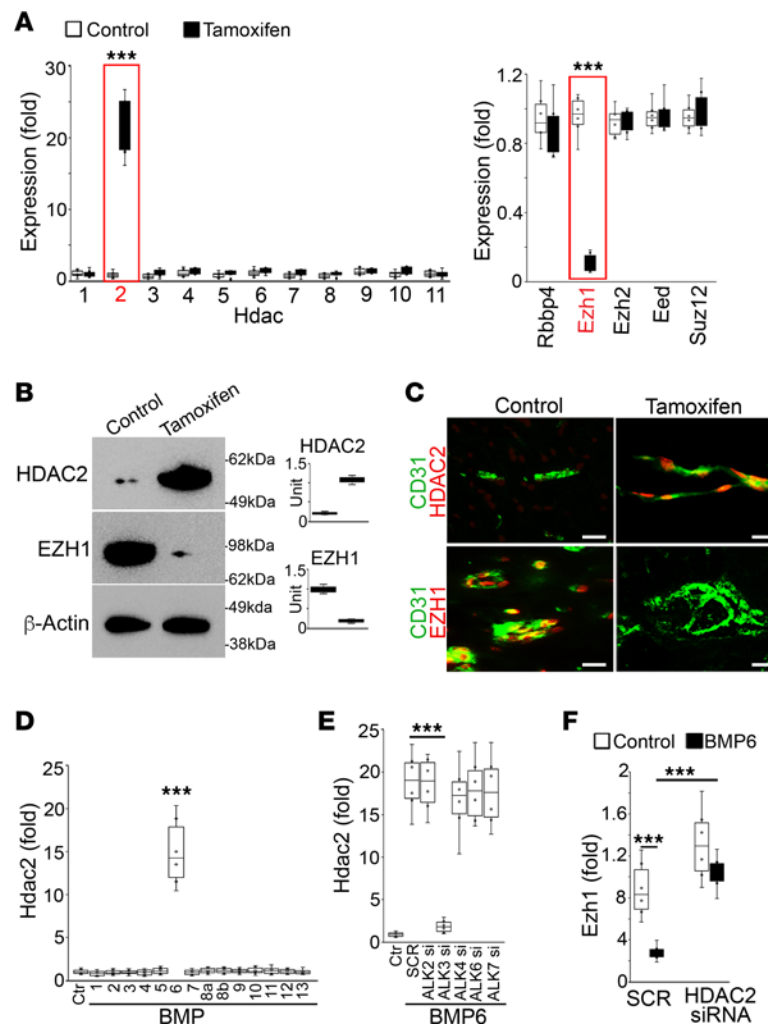 A
Control Tamoxifen
***
30
20
10
0
Expression (fold)
1 2 3 4 5 6 7 8 9 10 11
Hdac
***
1.2
0.8
0.4
0
Expression (fold)
Rbbp4
Ezh1
Ezh2
Eed
Suz12
B
Control
Tamoxifen
HDAC2
-62kDa
-49kDa
EZH1
-98kDa
-62kDa
β-Actin
-49kda
-38kDa
HDAC2
1.5
Unit
0
EZH1
1.5
Unit
0
C
Control Tamoxifen
CD31
HDAC2
CD31
EZH1
D
Hdac2 (fold)
25
20
15
10
5
0
***
Ctr
1
2
3
4
5
6
7
8a
8b
9
10
11
12
13
BMP
E
Hdac2 (fold)
25
20
15
10
5
0
***
Ctr
SCR
ALK2 si
ALK3 si
ALK4 si
ALK6 si
ALK7 si
BMP6
F
Control BMP6
Ezh1 (fold)
2
1.6
1.2
.8
.4
0
***
***
SCR
HDAC2
siRNA